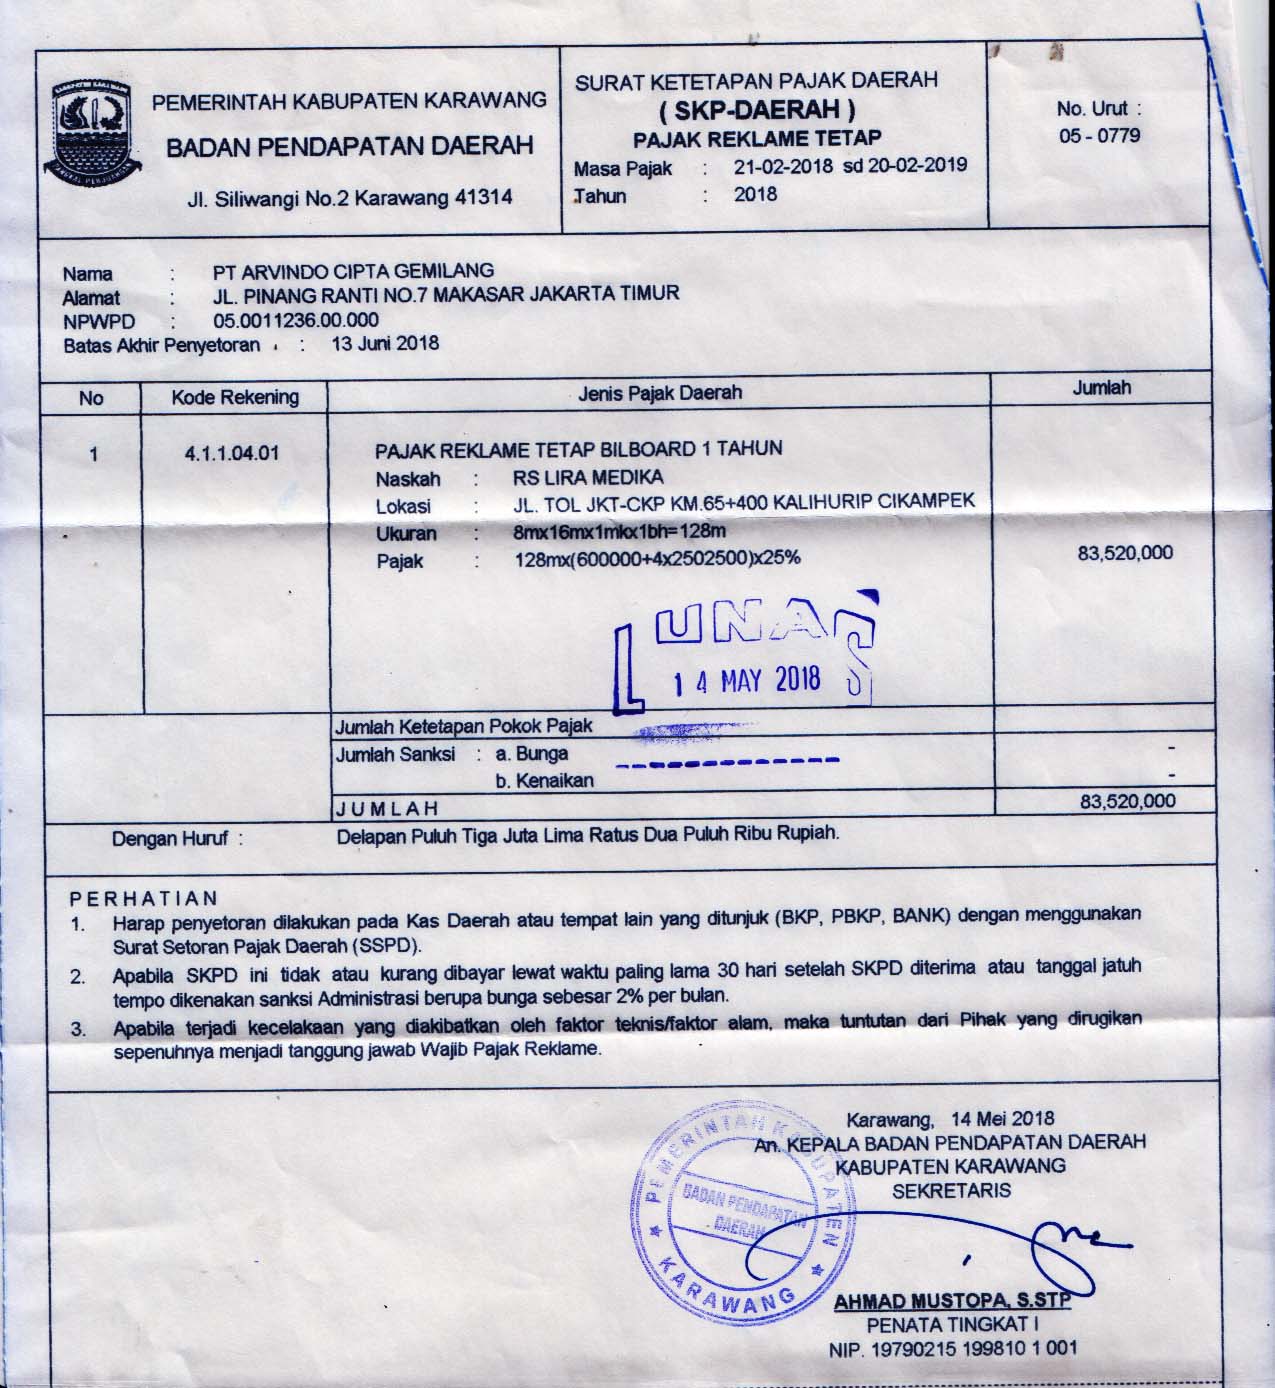 PEMERINTAH KABUPATEN KARAWANG
BADAN PENDAPATAN DAERAH
Jl. Siliwangi No.2 Karawang 41314
SURAT KETETAPAN PAJAK DAERAH
( SKP-DAERAH )
PAJAK REKLAME TETAP
Masa Pajak : 21-02-2018 sd 20-02-2019
Tahun : 2018
No. Urut :
05 - 0779
Nama : PT ARVINDO CIPTA GEMILANG
Alamat : JL. PINANG RANTI NO.7 MAKASAR JAKARTA TIMUR
NPWPD : 05.0011236.00.000
Batas Akhir Penyetoran : 13 Juni 2018
No Kode Rekening Jenis Pajak Daerah Jumlah
1 4.1.1.04.01 PAJAK REKLAME TETAP BILBOARD 1 TAHUN
Naskah : RS LIRA MEDIKA
Lokasi : JL. TOL JKT-CKP KM.65+400 KALIHURIP CIKAMPEK
Ukuran : 8mx16mx1mkx1bh=128m
Pajak : 128mx(600000+4x2502500)x25% 83,520,000
LUNAS
14 MAY 2018
Jumlah Ketetapan Pokok Pajak
Jumlah Sanksi : a. Bunga -
b. Kenaikan -
J U M L A H 83,520,000
Dengan Huruf : Delapan Puluh Tiga Juta Lima Ratus Dua Puluh Ribu Rupiah.
P E R H A T I A N
1. Harap penyetoran dilakukan pada Kas Daerah atau tempat lain yang ditunjuk (BKP, PBKP, BANK) dengan menggunakan
Surat Setoran Pajak Daerah (SSPD).
2. Apabila SKPD ini tidak atau kurang dibayar lewat waktu paling lama 30 hari setelah SKPD diterima atau tanggal jatuh
tempo dikenakan sanksi Administrasi berupa bunga sebesar 2% per bulan.
3. Apabila terjadi kecelakaan yang diakibatkan oleh faktor teknis/faktor alam, maka tuntutan dari Pihak yang dirugikan
sepenuhnya menjadi tanggung jawab Wajib Pajak Reklame.
Karawang, 14 Mei 2018
An. KEPALA BADAN PENDAPATAN DAERAH
KABUPATEN KARAWANG
SEKRETARIS
PEMERINTAH KABUPATEN
BADAN PENDAPATAN
DAERAH
KARAWANG
AHMAD MUSTOPA, S.STP
PENATA TINGKAT I
NIP. 19790215 199810 1 001